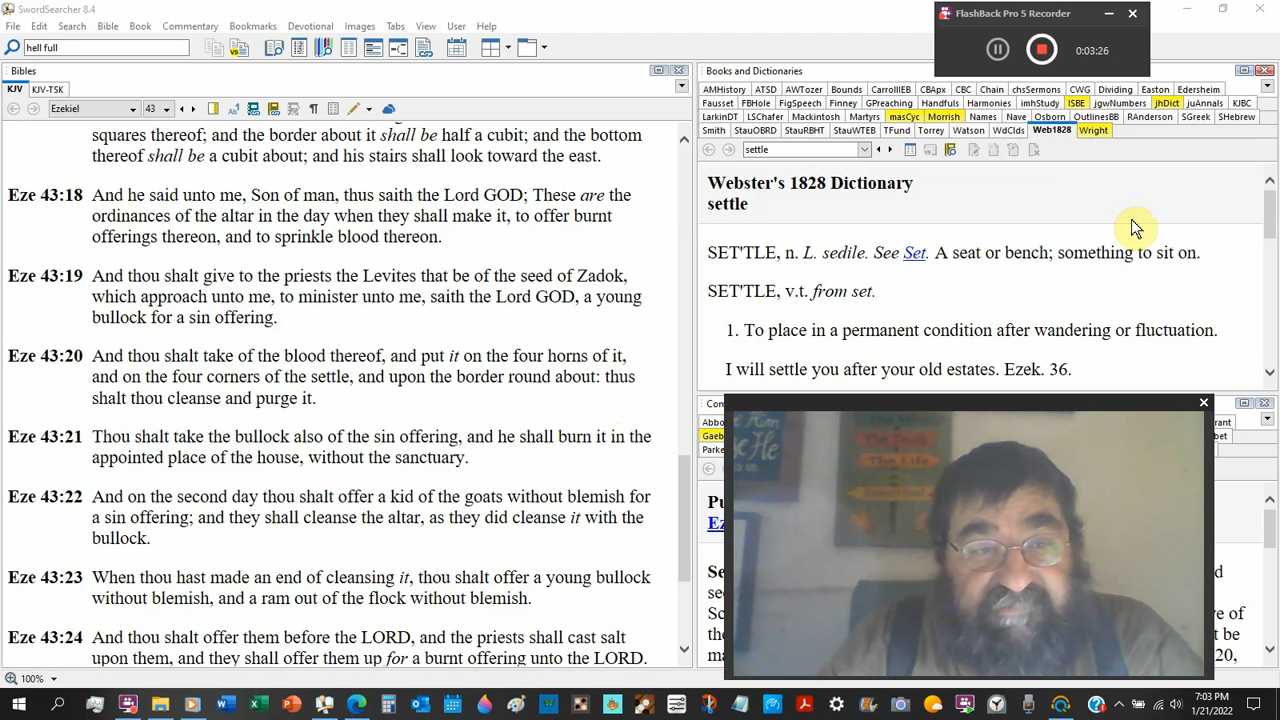 SwordSearcher 8.4
File Edit Search Book Commentary Bookmarks Devotional Images Tabs View Help
hell full
FlashBack Pro 5 Recorder
0:03:26
Bibles
KJV KJV-TSK
Ezekiel 43
squares thereof; and the border about it shall be half a cubit; and the bottom
thereof shall be a cubit about; and his stairs shall look toward the east.
Eze 43:18 And he said unto me, Son of man, thus saith the Lord GOD; These are the
ordinances of the altar in the day when they shall make it, to offer burnt
offerings thereon, and to sprinkle blood thereon.
Eze 43:19 And thou shalt give to the priests the Levites that be of the seed of Zadok,
which approach unto me, to minister unto me, saith the Lord GOD, a young
bullock for a sin offering.
Eze 43:20 And thou shalt take of the blood thereof, and put it on the four horns of it,
and on the four corners of the settle, and upon the border round about: thus
shalt thou cleanse and purge it.
Eze 43:21 Thou shalt take the bullock also of the sin offering, and he shall burn it in the
appointed place of the house, without the sanctuary.
Eze 43:22 And on the second day thou shalt offer a kid of the goats without blemish for
a sin offering; and they shall cleanse the altar, as they did cleanse it with the
bullock.
Eze 43:23 When thou hast made an end of cleansing it, thou shalt offer a young bullock
without blemish, and a ram out of the flock without blemish.
Eze 43:24 And thou shalt offer them before the LORD, and the priests shall cast salt
upon them, and they shall offer them up for a burnt offering unto the LORD.
100%
Books and Dictionaries
AMHistory ATSD AWTozer Bounds CarrollEB CBApx CBC Chain chsSermons CWG Dividing Easton Edersheim
Fausset FBHole FigSpeech Finney GPreaching Handfuls Harmonies imhStudy ISBE jgwNumbers jhDict juAnnals KJBC
LarkinDT LSChafer Mackintosh Martyrs masCyc Morrish Names Nave Osborn OutlinesBB RAnderson SGreek SHebrew
Smith StauOBRD StauRBHT StauWTEB TFund Torrey Watson WdClds Web1828 Wright
settle
Webster's 1828 Dictionary
settle
SET'TLE, n. L. sedile. See Set. A seat or bench; something to sit on.
SET'TLE, v.t. from set.
1. To place in a permanent condition after wandering or fluctuation.
I will settle you after your old estates. Ezek. 36.
The Life
7:03 PM
1/21/2022